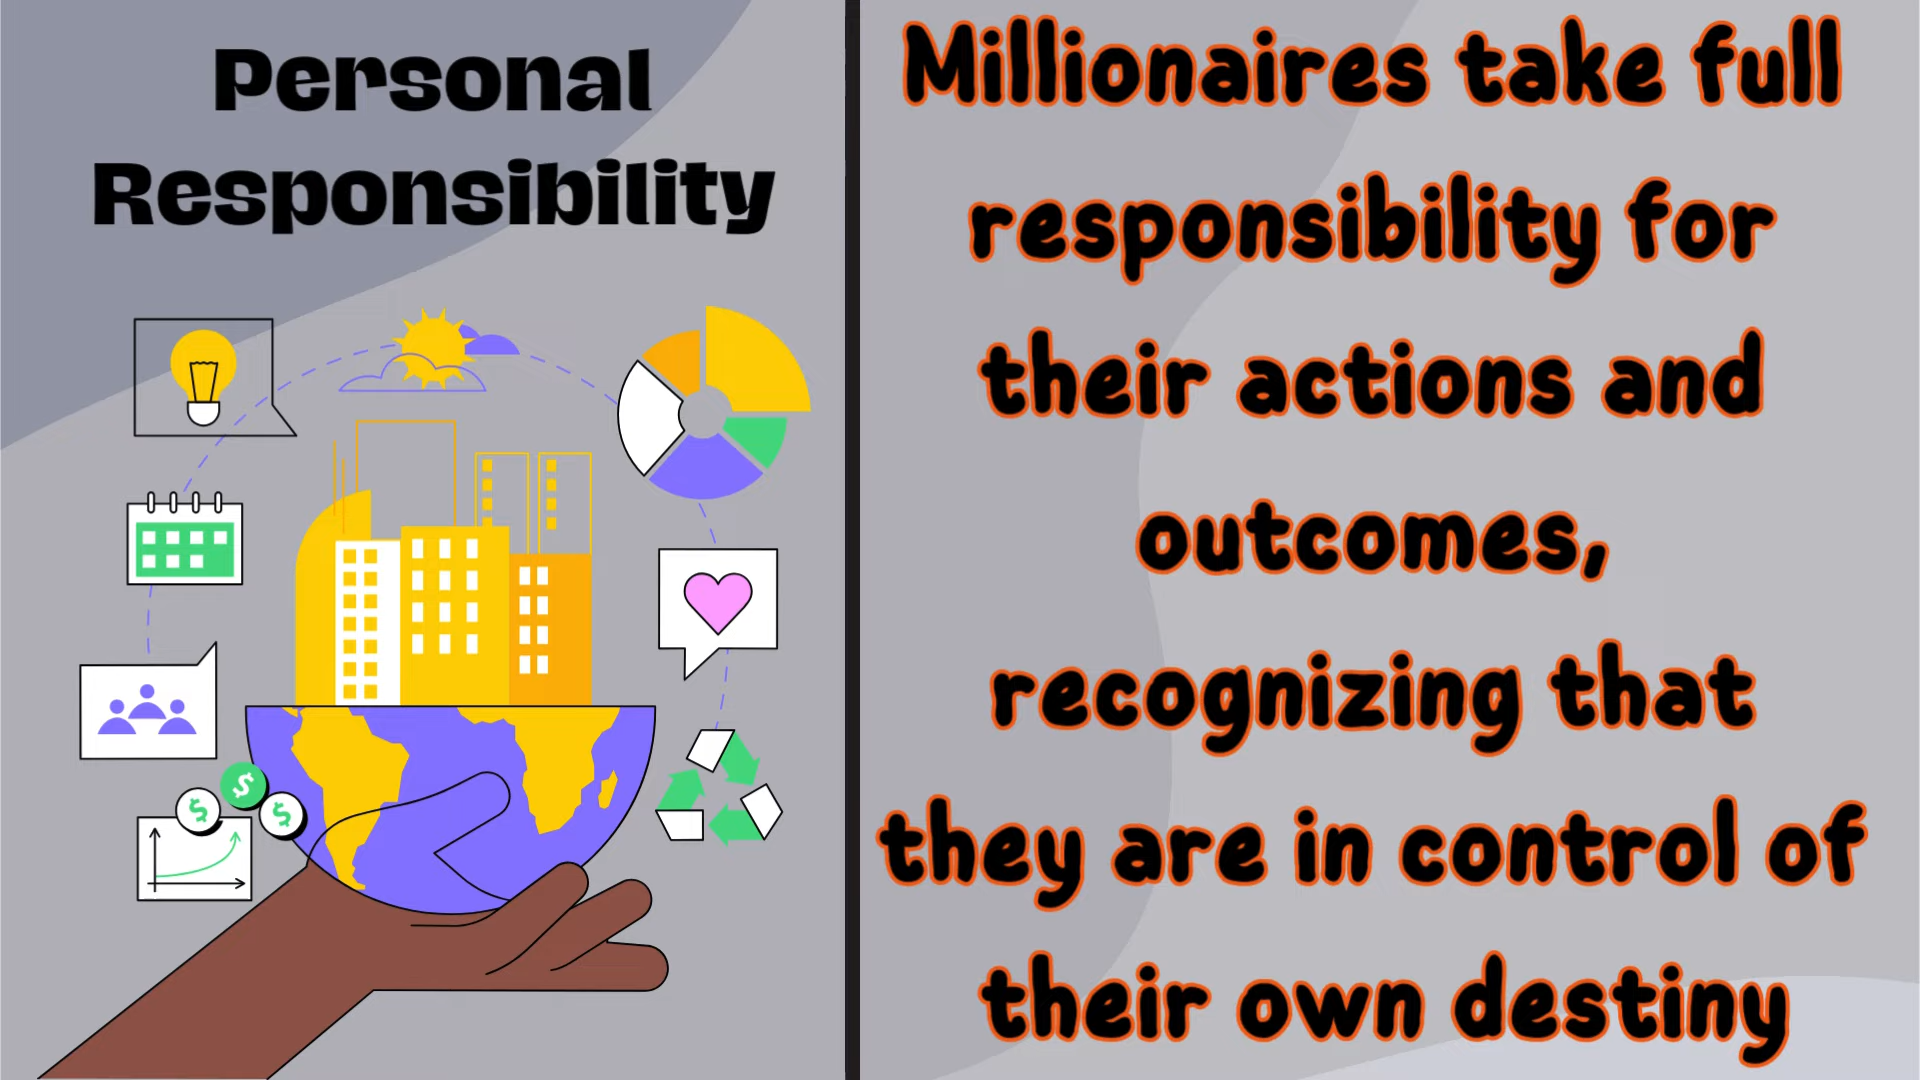 Personal
Responsibility
$
$
$
Millionaires take full
responsibility for
their actions and
outcomes,
recognizing that
they are in control of
their own destiny